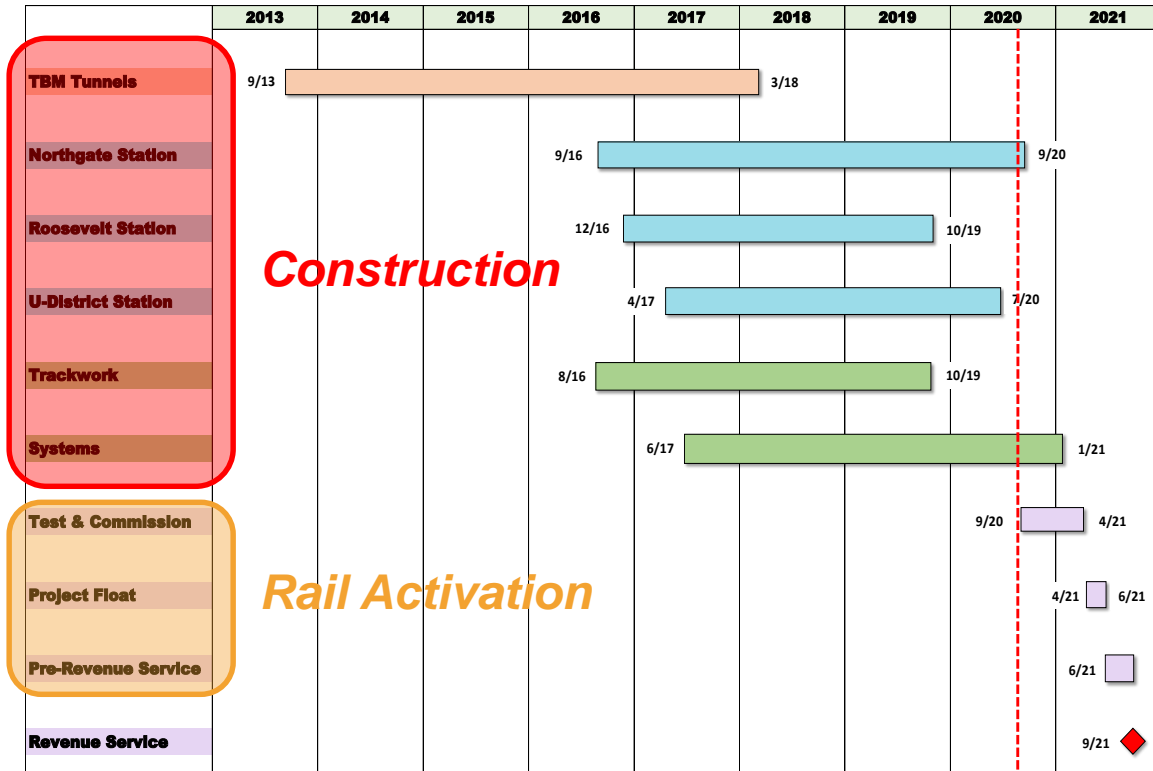 2013 2014 2015 2016 2017 2018 2019 2020 2021
TBM Tunnels 9/13 3/18
Northgate Station 9/16 9/20
Roosevelt Station 12/16 10/19
Construction
U-District Station 4/17 7/20
Trackwork 8/16 10/19
Systems 6/17 1/21
Test & Commission 9/20 4/21
Rail Activation
Project Float 4/21 6/21
Pre-Revenue Service 6/21
Revenue Service 9/21